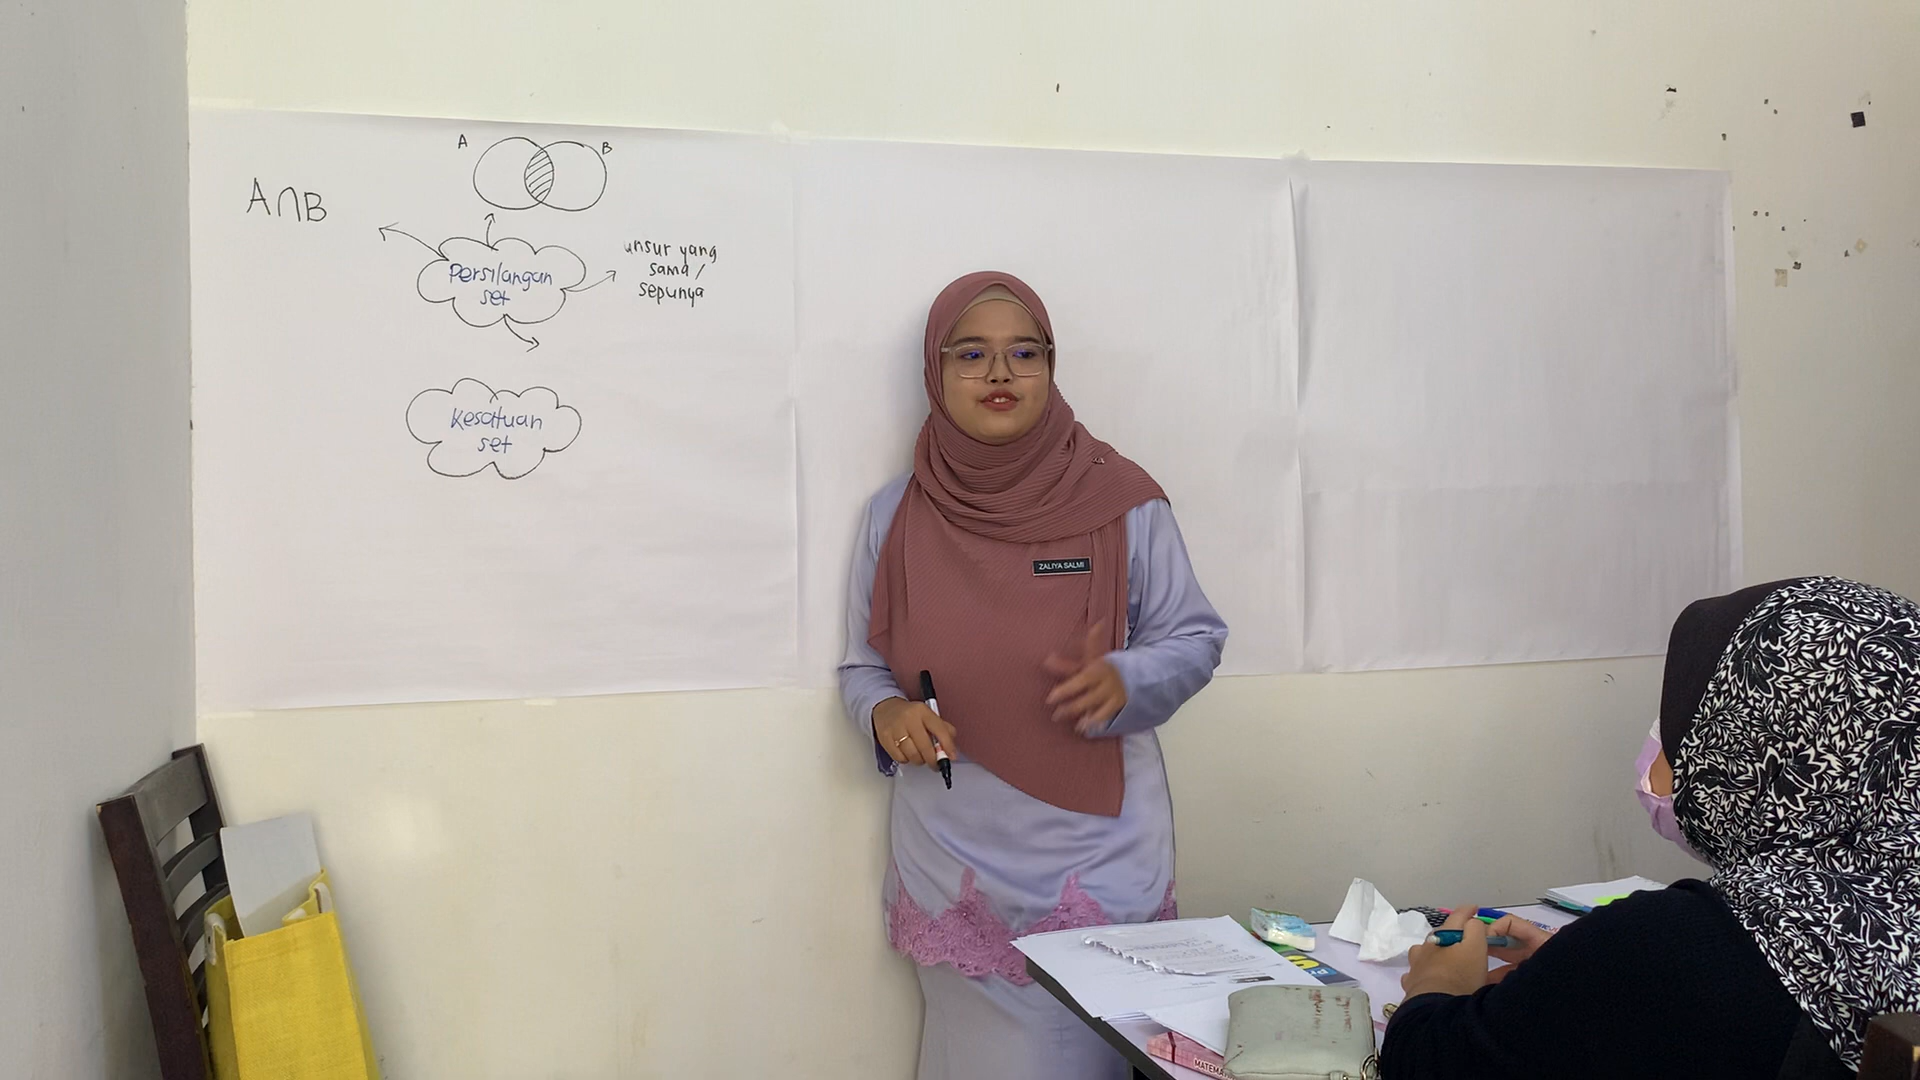 A B
A∩B
Persilangan
set
unsur yang
sama /
sepunya
Kesatuan
set
ZALIYA SALMI